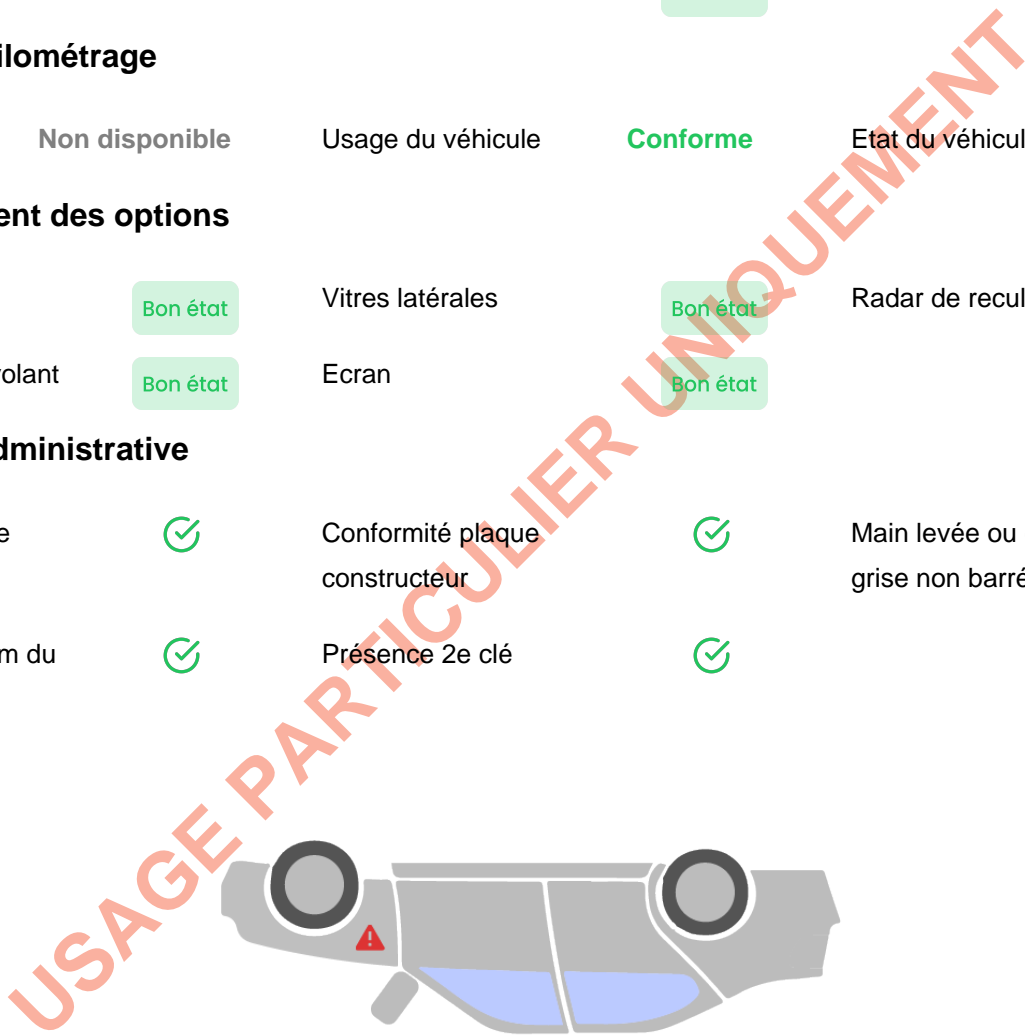 ilométrage
Non disponible Usage du véhicule Conforme Etat du véhicul
ent des options
Bon état Vitres latérales Bon état Radar de recul
olant Bon état Ecran Bon état
dministrative
e Conformité plaque Main levée ou
constructeur grise non barré
m du Présence 2e clé
USAGE PARTICULIER UNIQUEMENT